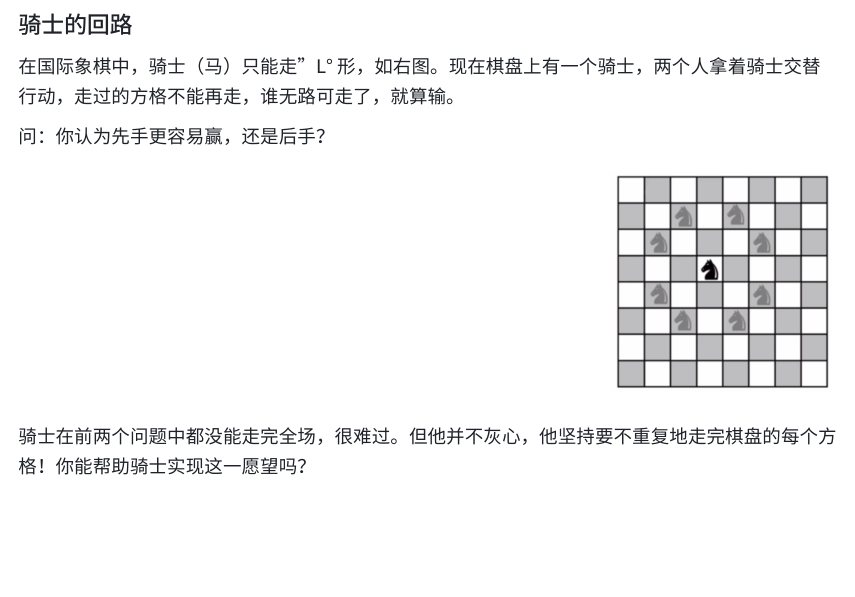 骑士的回路
在国际象棋中，骑士（马）只能走”L°形，如右图。现在棋盘上有一个骑士，两个人拿着骑士交替
行动，走过的方格不能再走，谁无路可走了，就算输。
问：你认为先手更容易赢，还是后手？
骑士在前两个问题中都没能走完全场，很难过。但他并不灰心，他坚持要不重复地走完棋盘的每个方
格！你能帮助骑士实现这一愿望吗？